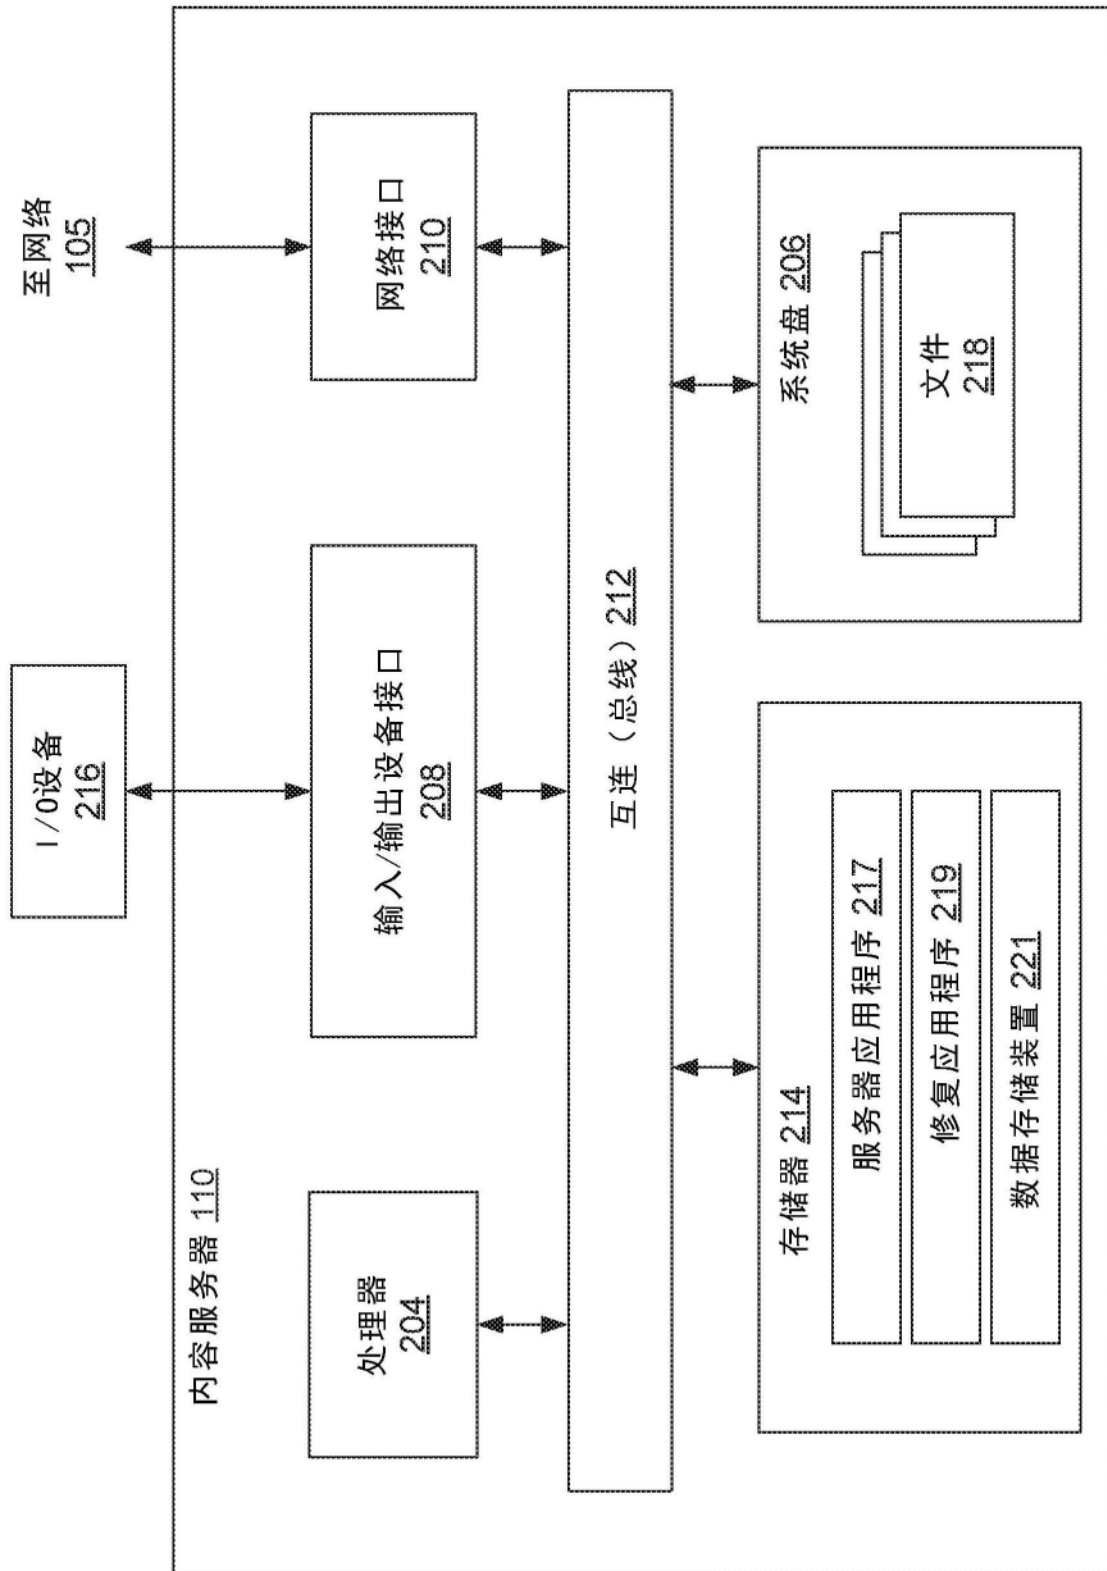 I/O设备
216
至网络
105
内容服务器 110
处理器
204
输入/输出设备接口
208
网络接口
210
互连（总线）212
存储器 214
服务器应用程序 217
修复应用程序 219
数据存储装置 221
系统盘 206
文件
218